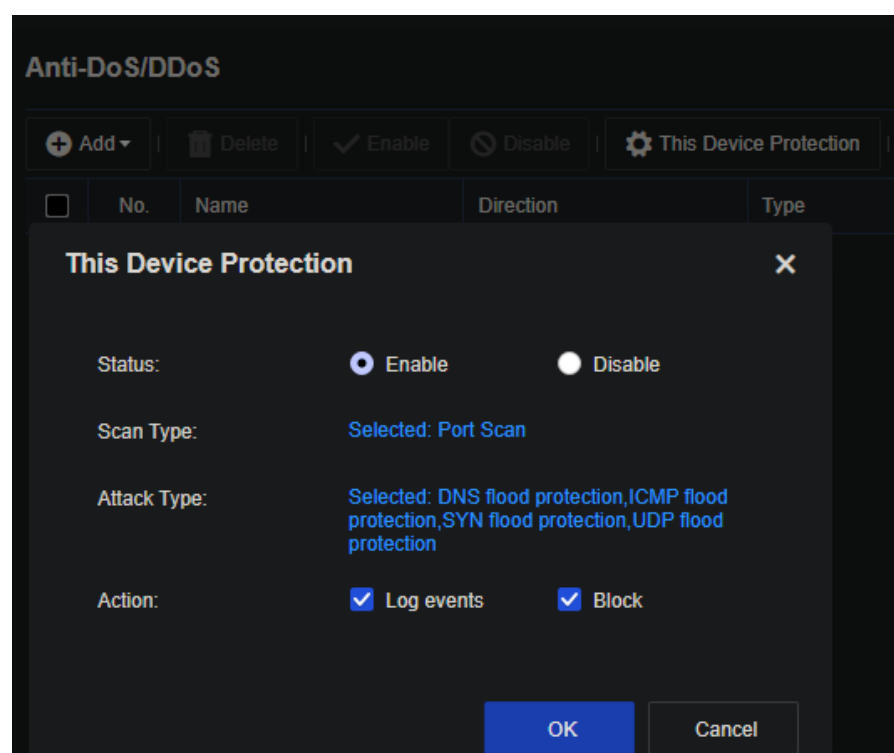 Anti-DoS/DDoS
Add Delete Enable Disable This Device Protection
No. Name Direction Type
This Device Protection
Status: Enable Disable
Scan Type: Selected: Port Scan
Attack Type: Selected: DNS flood protection,ICMP flood
protection,SYN flood protection,UDP flood
protection
Action: Log events Block
OK Cancel